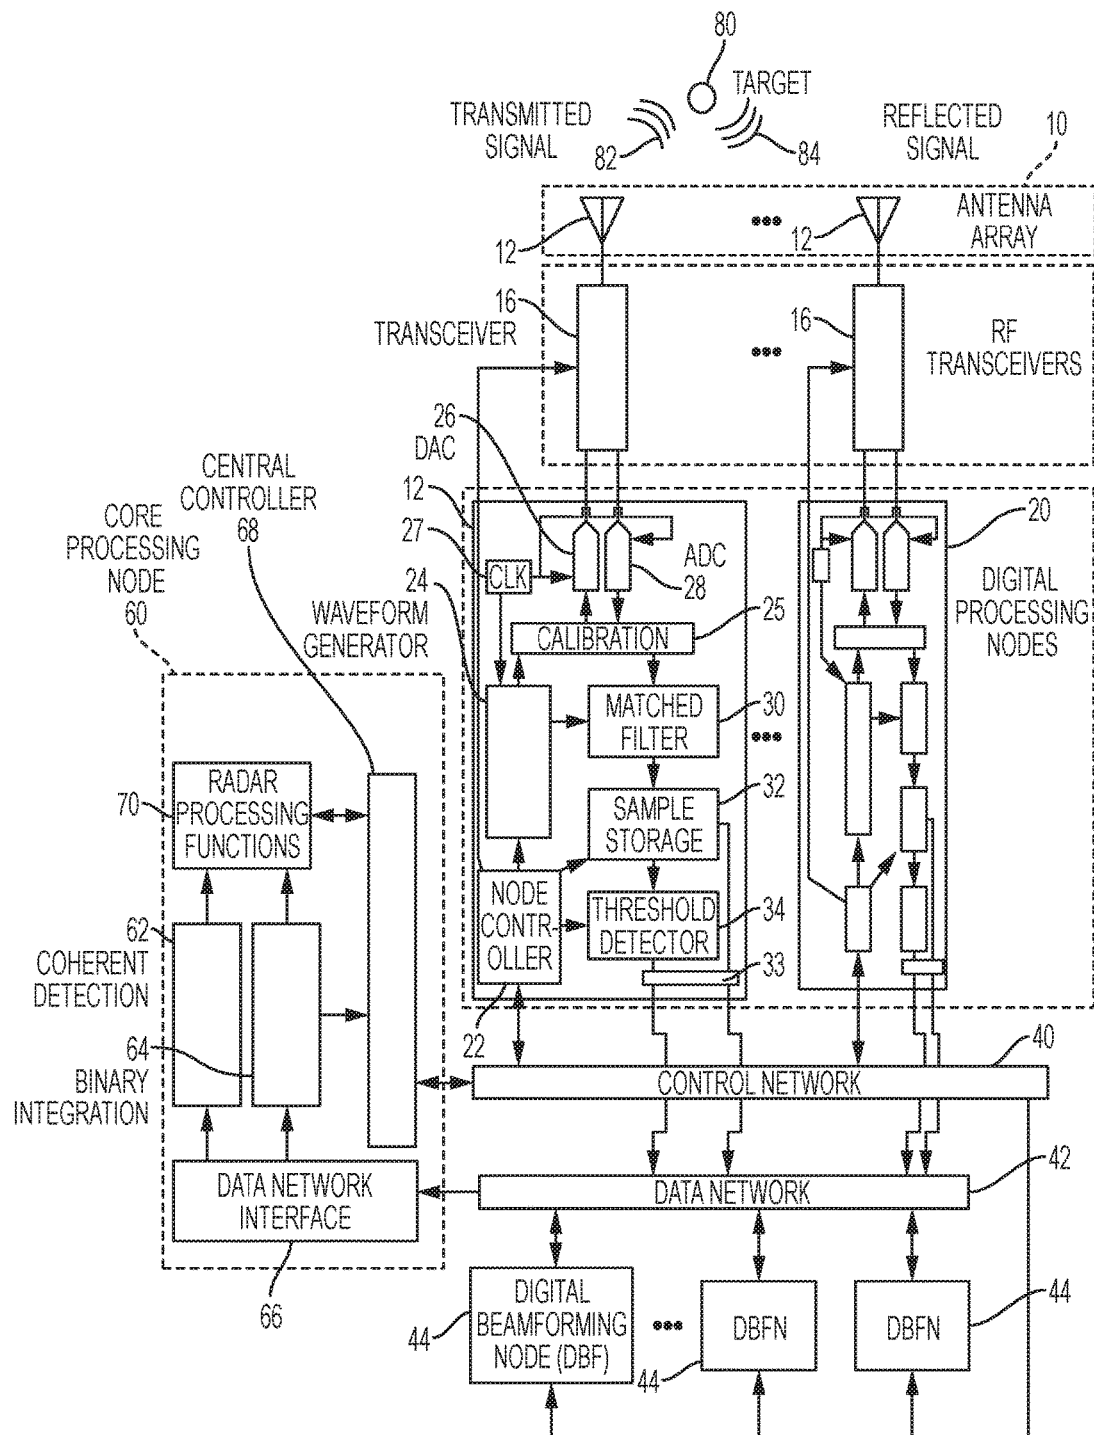 80
TARGET
TRANSMITTED
SIGNAL
82
84
REFLECTED
SIGNAL
10
ANTENNA
ARRAY
12
12
16
TRANSCEIVER
16
RF
TRANSCEIVERS
26
DAC
CENTRAL
CONTROLLER
68
12
CORE
PROCESSING
NODE
60
27
CLK
ADC
28
20
24
WAVEFORM
GENERATOR
25
CALIBRATION
DIGITAL
PROCESSING
NODES
MATCHED
FILTER
30
RADAR
PROCESSING
FUNCTIONS
70
SAMPLE
STORAGE
32
NODE
CONTR-
OLLER
THRESHOLD
DETECTOR
34
62
COHERENT
DETECTION
33
22
64
BINARY
INTEGRATION
40
CONTROL NETWORK
42
DATA NETWORK
DATA NETWORK
INTERFACE
66
DIGITAL
BEAMFORMING
NODE (DBF)
44
DBFN
44
DBFN
44